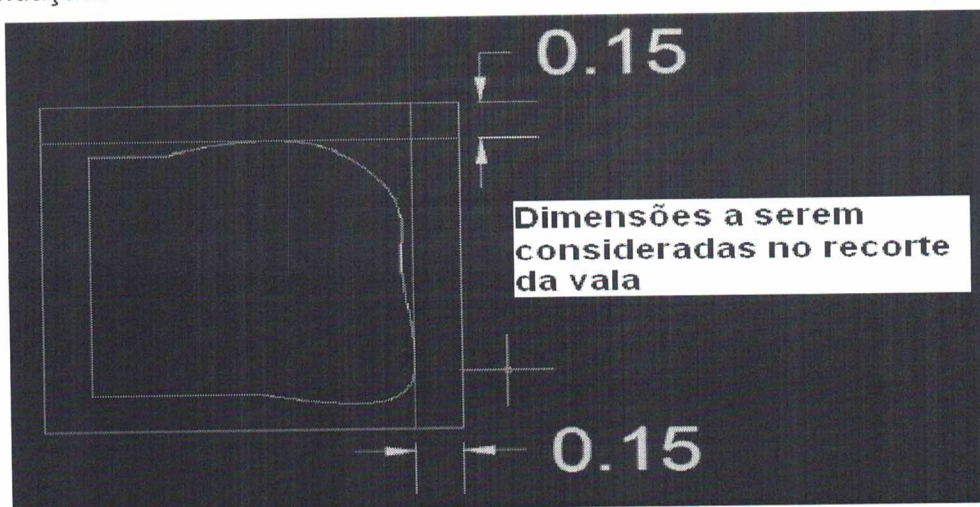 0.15
Dimensões a serem
consideradas no recorte
da vala
0.15